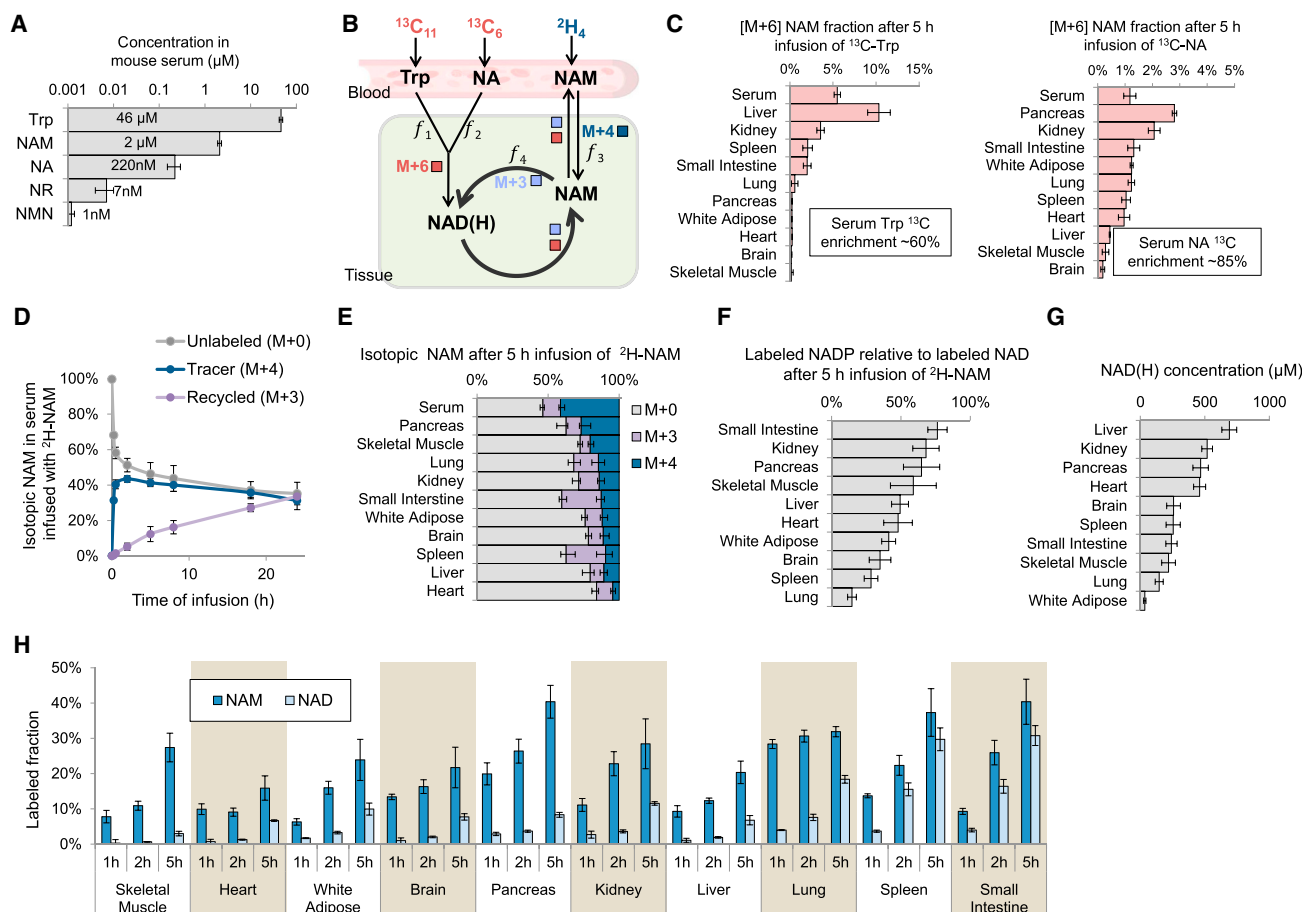 A
Concentration in
mouse serum (µM)
0.001 0.01 0.1 1 10 100
Trp 46 µM
NAM 2 µM
NA 220nM
NR 7nM
NMN 1nM
B
¹³C₁₁ ¹³C₆ ²H₄
Trp NA NAM
Blood
f₁ f₂ M+4 f₃
M+6 f₄
M+3
NAM
NAD(H)
Tissue
C
[M+6] NAM fraction after 5 h
infusion of ¹³C-Trp
0% 5% 10% 15%
Serum
Liver
Kidney
Spleen
Small Intestine
Lung
Pancreas
White Adipose
Heart
Brain
Skeletal Muscle
Serum Trp ¹³C
enrichment ~60%
[M+6] NAM fraction after 5 h
infusion of ¹³C-NA
0% 1% 2% 3% 4% 5%
Serum
Pancreas
Kidney
Small Intestine
White Adipose
Lung
Spleen
Heart
Liver
Skeletal Muscle
Brain
Serum NA ¹³C
enrichment ~85%
D
Unlabeled (M+0)
Tracer (M+4)
Recycled (M+3)
Isotopic NAM in serum
infused with ²H-NAM
100%
80%
60%
40%
20%
0%
0 20
Time of infusion (h)
E
Isotopic NAM after 5 h infusion of ²H-NAM
0% 50% 100%
Serum
Pancreas
Skeletal Muscle
Lung
Kidney
Small Interstine
White Adipose
Brain
Spleen
Liver
Heart
M+0
M+3
M+4
F
Labeled NADP relative to labeled NAD
after 5 h infusion of ²H-NAM
0% 50% 100%
Small Intestine
Kidney
Pancreas
Skeletal Muscle
Liver
Heart
White Adipose
Brain
Spleen
Lung
G
NAD(H) concentration (µM)
0 500 1000
Liver
Kidney
Pancreas
Heart
Brain
Spleen
Small Intestine
Skeletal Muscle
Lung
White Adipose
H
Labeled fraction
50%
40%
30%
20%
10%
0%
NAM NAD
1h 2h 5h 1h 2h 5h 1h 2h 5h 1h 2h 5h 1h 2h 5h 1h 2h 5h 1h 2h 5h 1h 2h 5h 1h 2h 5h 1h 2h 5h
Skeletal Heart White Brain Pancreas Kidney Liver Lung Spleen Small
Muscle Adipose Intestine